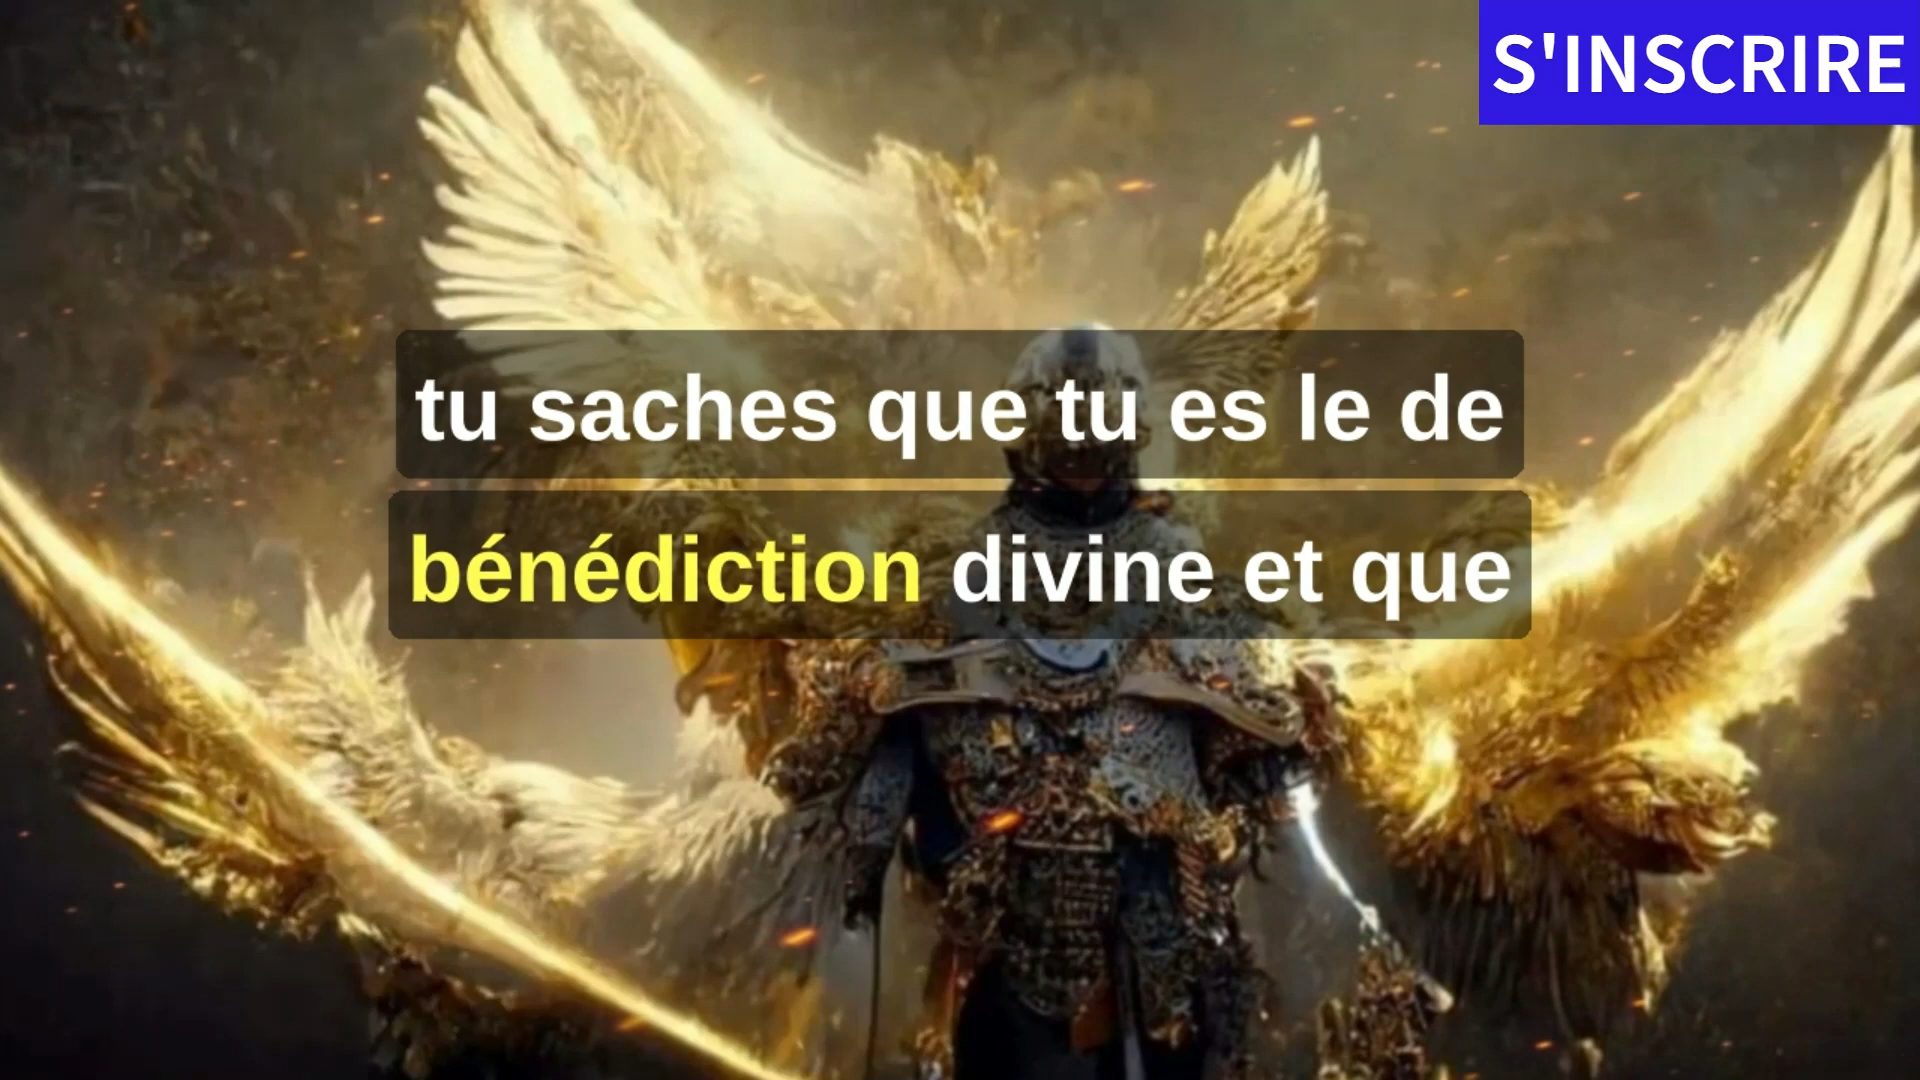 S'INSCRIRE
tu saches que tu es le de
bénédiction divine et que